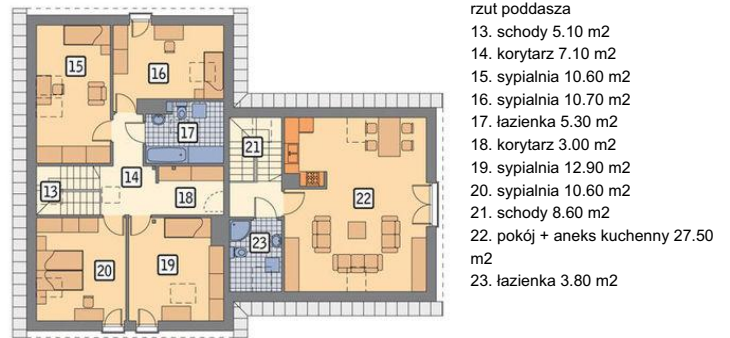 rzut poddasza
13. schody 5.10 m2
14. korytarz 7.10 m2
15. sypialnia 10.60 m2
16. sypialnia 10.70 m2
17. łazienka 5.30 m2
18. korytarz 3.00 m2
19. sypialnia 12.90 m2
20. sypialnia 10.60 m2
21. schody 8.60 m2
22. pokój + aneks kuchenny 27.50
m2
23. łazienka 3.80 m2
15
16
17
21
14
13
18
22
23
20
19